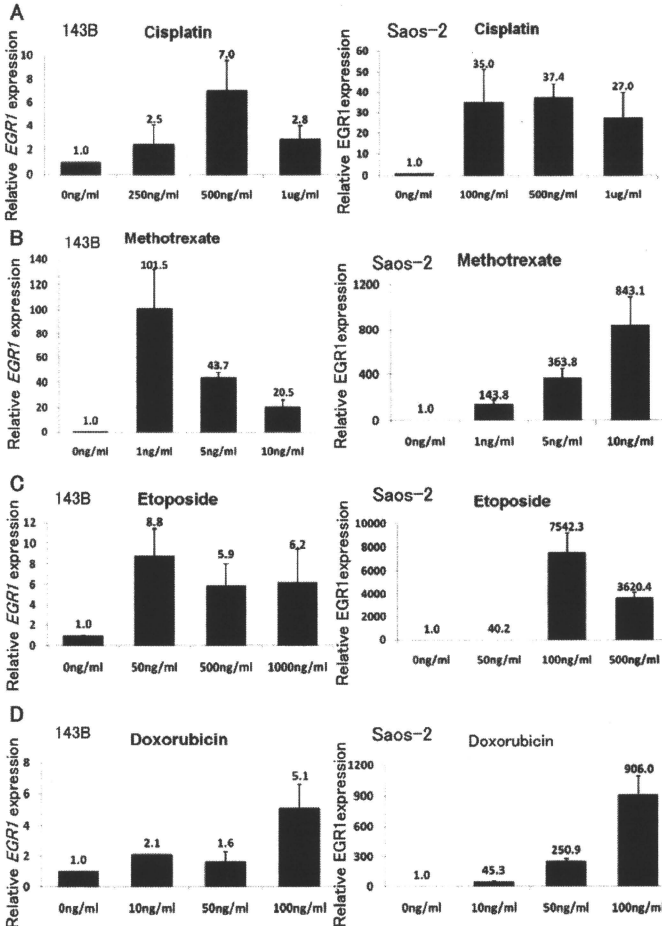 A
143B Cisplatin
Relative EGR1 expression
10
8
6
4
2
0
1.0 2.5 7.0 2.8
0ng/ml 250ng/ml 500ng/ml 1ug/ml
Saos-2 Cisplatin
Relative EGR1expression
60
50
40
30
20
10
0
1.0 35.0 37.4 27.0
0ng/ml 100ng/ml 500ng/ml 1ug/ml
B
143B Methotrexate
Relative EGR1 expression
140
120
100
80
60
40
20
0
1.0 101.5 43.7 20.5
0ng/ml 1ng/ml 5ng/ml 10ng/ml
Saos-2 Methotrexate
Relative EGR1expression
1200
800
400
0
1.0 143.8 363.8 843.1
0ng/ml 1ng/ml 5ng/ml 10ng/ml
C
143B Etoposide
Relative EGR1 expression
12
10
8
6
4
2
0
1.0 8.8 5.9 6.2
0ng/ml 50ng/ml 500ng/ml 1000ng/ml
Saos-2 Etoposide
Relative EGR1expression
10000
8000
6000
4000
2000
0
1.0 40.2 7542.3 3620.4
0ng/ml 50ng/ml 100ng/ml 500ng/ml
D
143B Doxorubicin
Relative EGR1 expression
8
6
4
2
0
1.0 2.1 1.6 5.1
0ng/ml 10ng/ml 50ng/ml 100ng/ml
Saos-2 Doxorubicin
Relative EGR1expression
1200
900
600
300
0
1.0 45.3 250.9 906.0
0ng/ml 10ng/ml 50ng/ml 100ng/ml